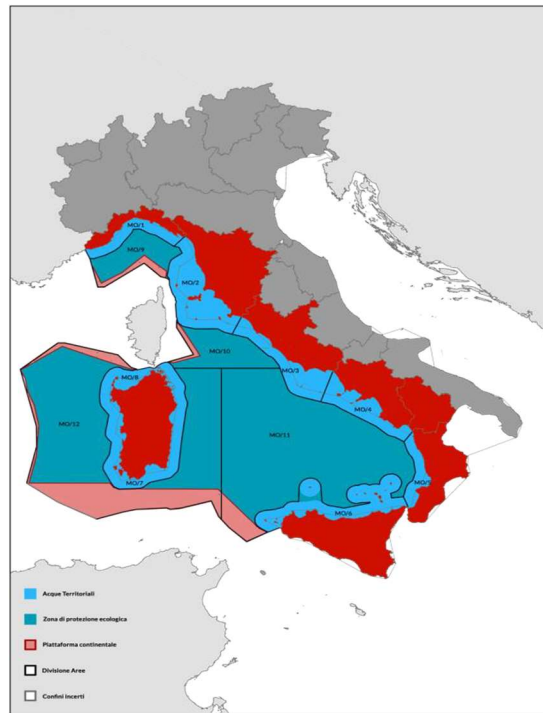 MO/1
MO/9
MO/2
MO/10
MO/3
MO/8
MO/4
MO/12
MO/11
MO/5
MO/7
MO/6
Acque Territoriali
Zona di protezione ecologica
Piattaforma continentale
Divisione Aree
Confini incerti